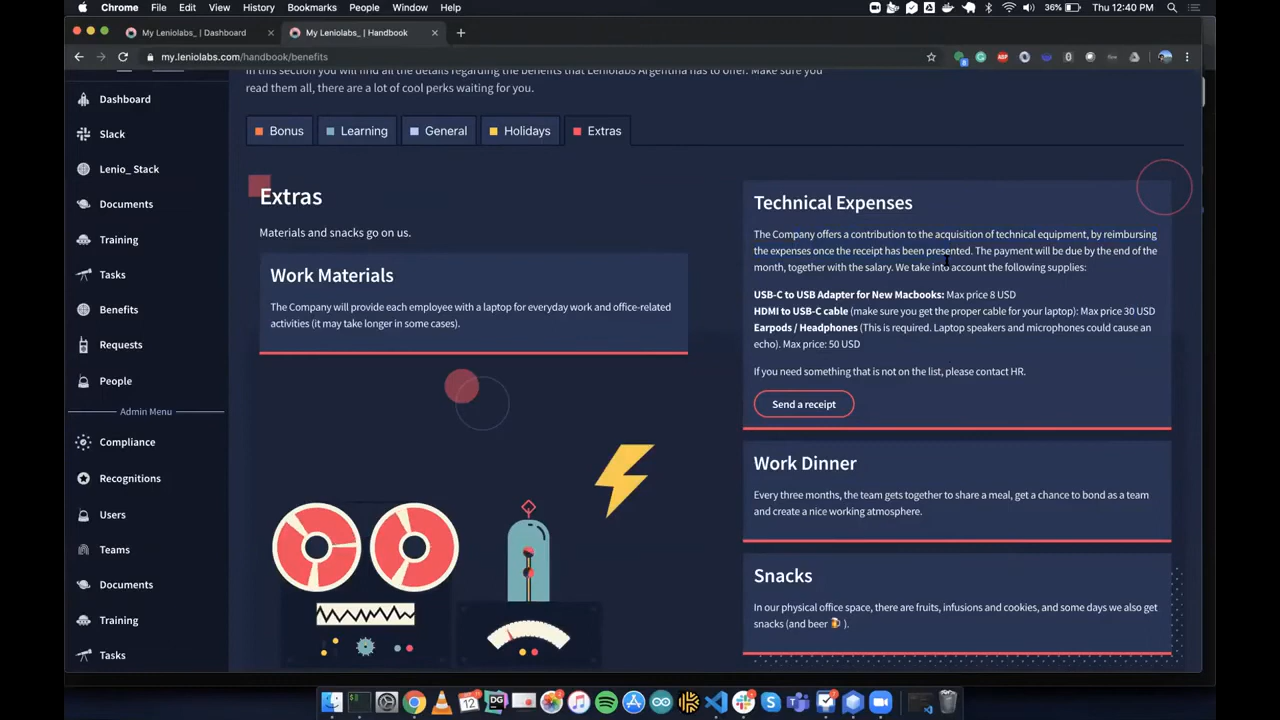 Chrome File Edit View History Bookmarks People Window Help 36% Thu 12:40 PM
My Leniolabs_ | Dashboard My Leniolabs_ | Handbook
my.leniolabs.com/handbook/benefits
In this section you will find all the details regarding the benefits that Leniolabs Argentina has to offer. Make sure you
read them all, there are a lot of cool perks waiting for you.
Dashboard
Slack
Lenio_ Stack
Documents
Training
Tasks
Benefits
Requests
People
Admin Menu
Compliance
Recognitions
Users
Teams
Documents
Training
Tasks
Bonus Learning General Holidays Extras
Extras
Materials and snacks go on us.
Work Materials
The Company will provide each employee with a laptop for everyday work and office-related
activities (it may take longer in some cases).
Technical Expenses
The Company offers a contribution to the acquisition of technical equipment, by reimbursing
the expenses once the receipt has been presented. The payment will be due by the end of the
month, together with the salary. We take into account the following supplies:
USB-C to USB Adapter for New Macbooks: Max price 8 USD
HDMI to USB-C cable (make sure you get the proper cable for your laptop): Max price 30 USD
Earpods / Headphones (This is required. Laptop speakers and microphones could cause an
echo). Max price: 50 USD
If you need something that is not on the list, please contact HR.
Send a receipt
Work Dinner
Every three months, the team gets together to share a meal, get a chance to bond as a team
and create a nice working atmosphere.
Snacks
In our physical office space, there are fruits, infusions and cookies, and some days we also get
snacks (and beer 🍺 ).